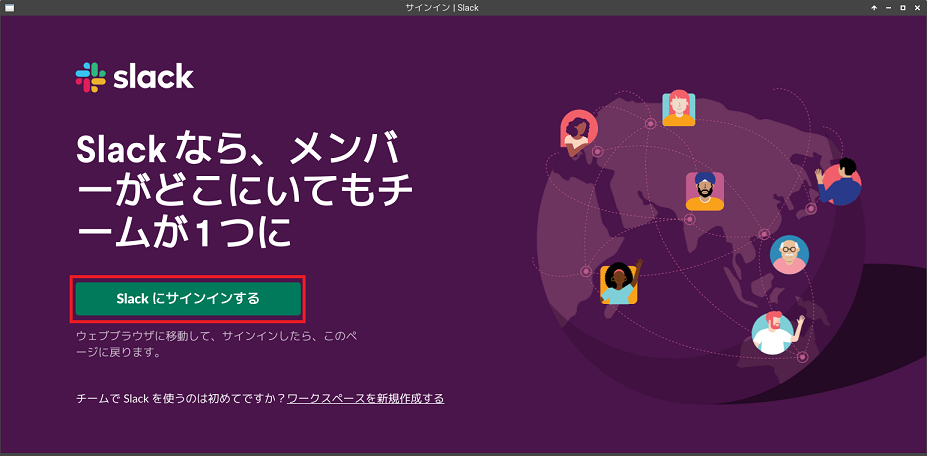 サインイン | Slack
slack
Slack なら、メンバ
ーがどこにいてもチ
ームが 1 つに
Slack にサインインする
ウェブブラウザに移動して、サインインしたら、このペ
ージに戻ります。
チームで Slack を使うのは初めてですか？ワークスペースを新規作成する